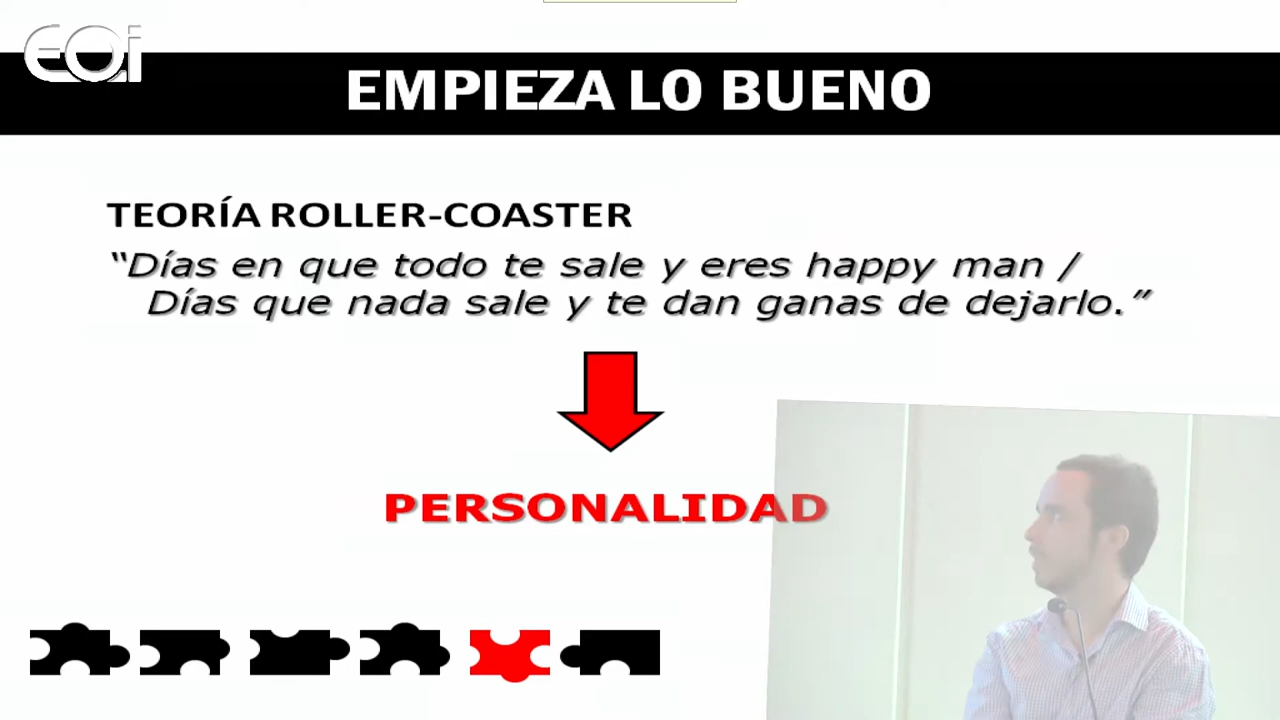 EOi
EMPIEZA LO BUENO
TEORÍA ROLLER-COASTER
“Días en que todo te sale y eres happy man /
Días que nada sale y te dan ganas de dejarlo.”
PERSONALIDAD